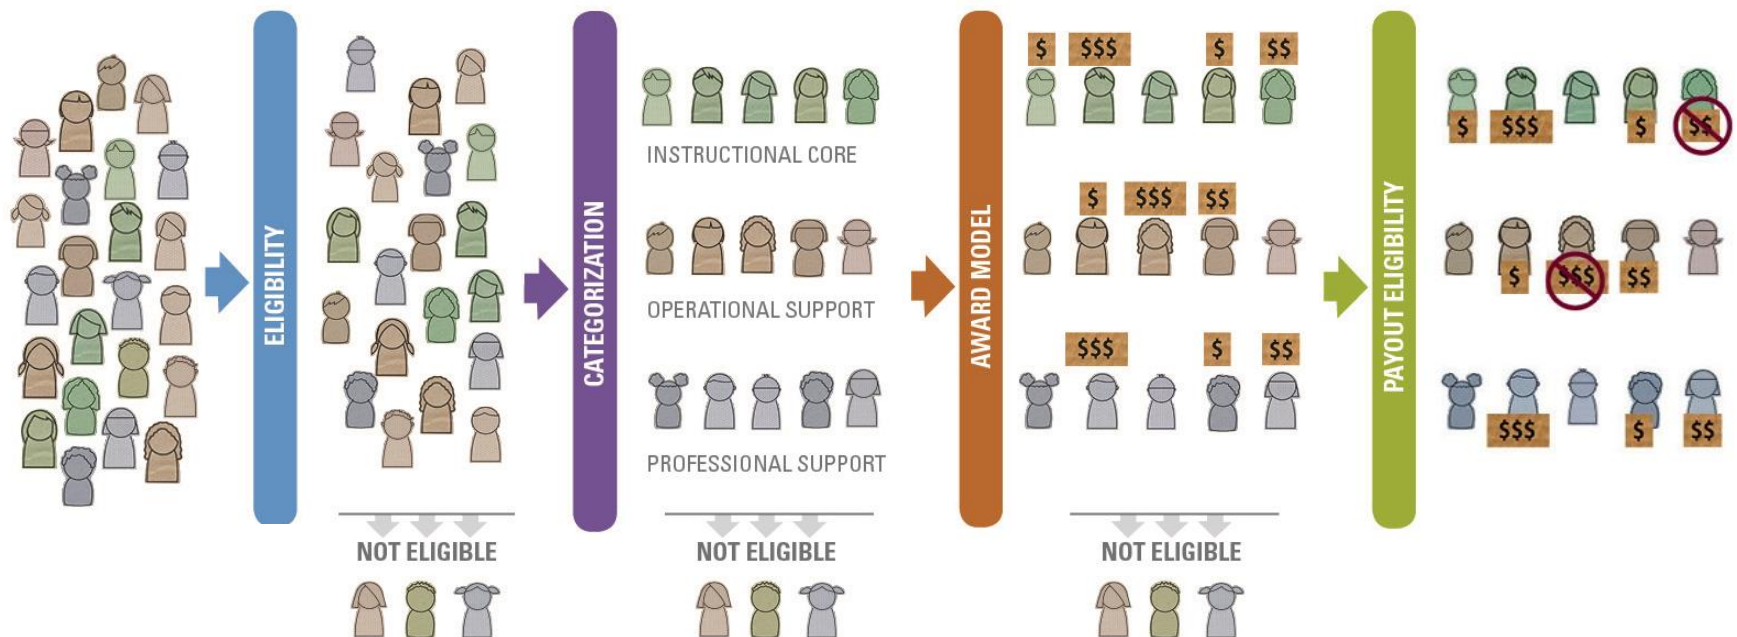 ELIGIBILITY
CATEGORIZATION
INSTRUCTIONAL CORE
OPERATIONAL SUPPORT
PROFESSIONAL SUPPORT
AWARD MODEL
$ $$$ $ $$
$ $$$ $$
$$$ $ $$
PAYOUT ELIGIBILITY
$ $$$ $ $$
$ $$$ $$
$$$ $ $$
NOT ELIGIBLE
NOT ELIGIBLE
NOT ELIGIBLE